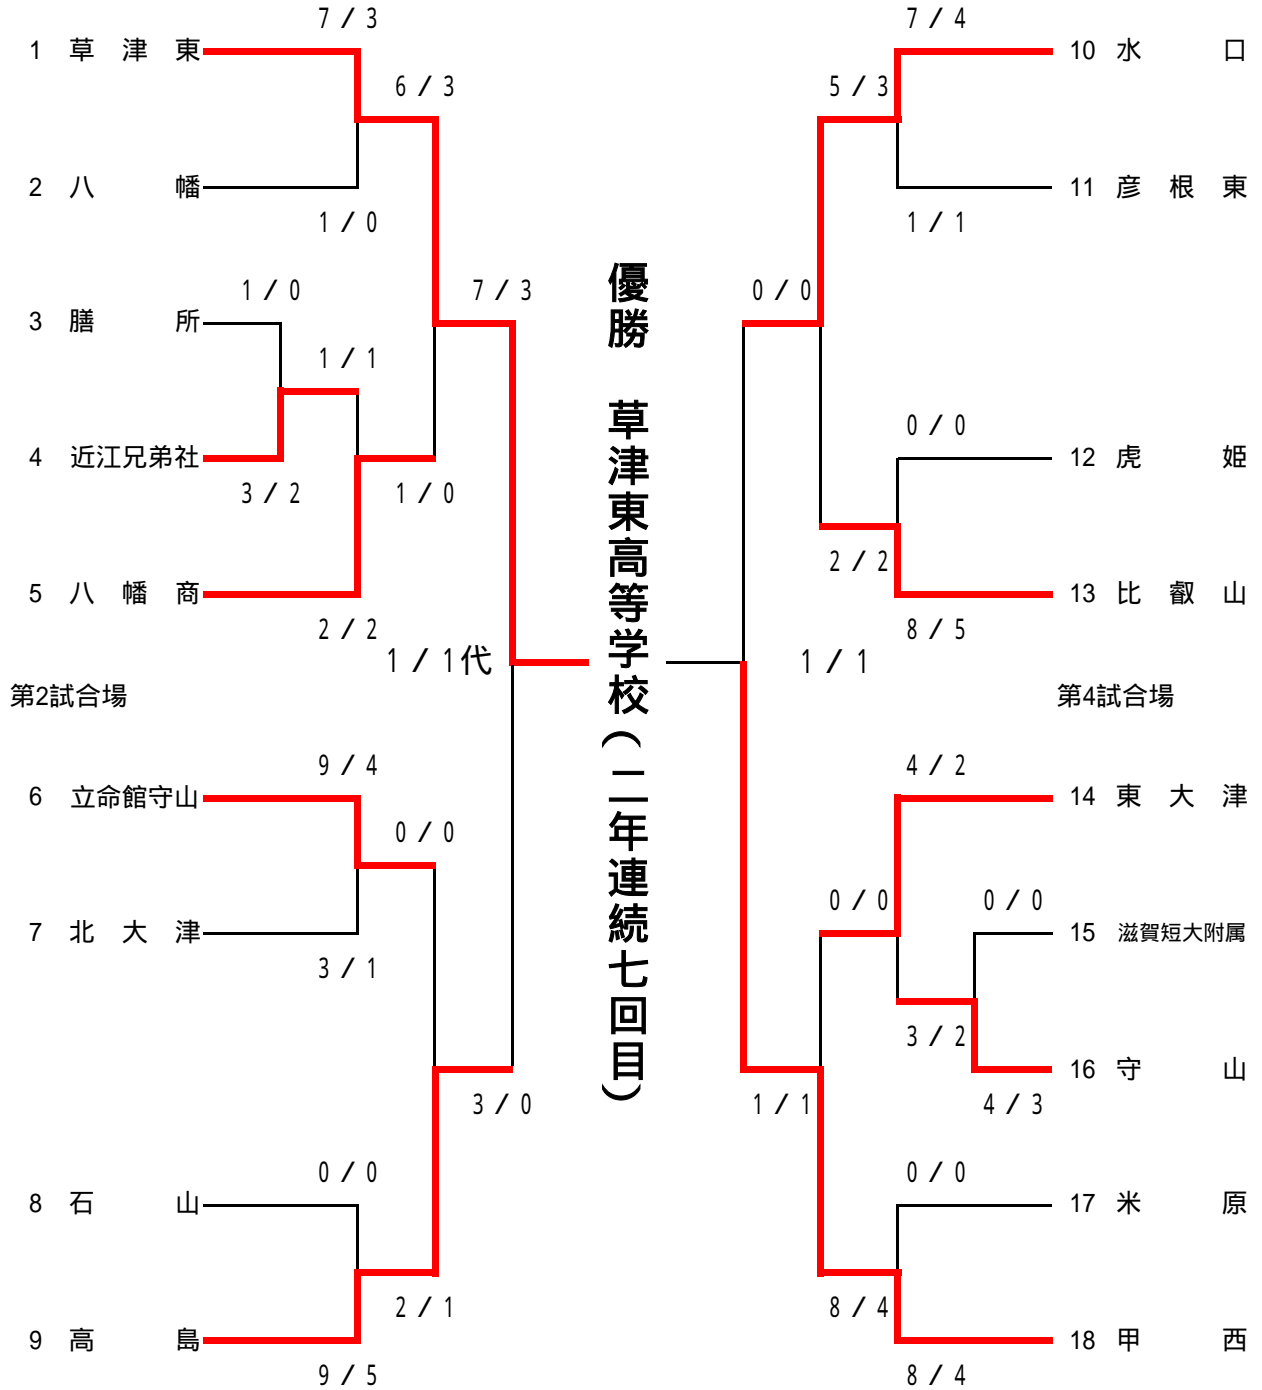 7 / 3
1 草津東
6 / 3
2 八幡
1 / 0
1 / 0
7 / 3
3 膳所
1 / 1
4 近江兄弟社
3 / 2
1 / 0
5 八幡商
2 / 2
1 / 1代
第2試合場
9 / 4
6 立命館守山
0 / 0
7 北大津
3 / 1
3 / 0
0 / 0
8 石山
2 / 1
9 高島
9 / 5
優勝 草津東高等学校(二年連続七回目)
7 / 4
10 水口
5 / 3
11 彦根東
1 / 1
0 / 0
0 / 0
12 虎姫
2 / 2
13 比叡山
8 / 5
1 / 1
第4試合場
4 / 2
14 東大津
0 / 0
0 / 0
15 滋賀短大附属
3 / 2
16 守山
4 / 3
1 / 1
0 / 0
17 米原
8 / 4
18 甲西
8 / 4